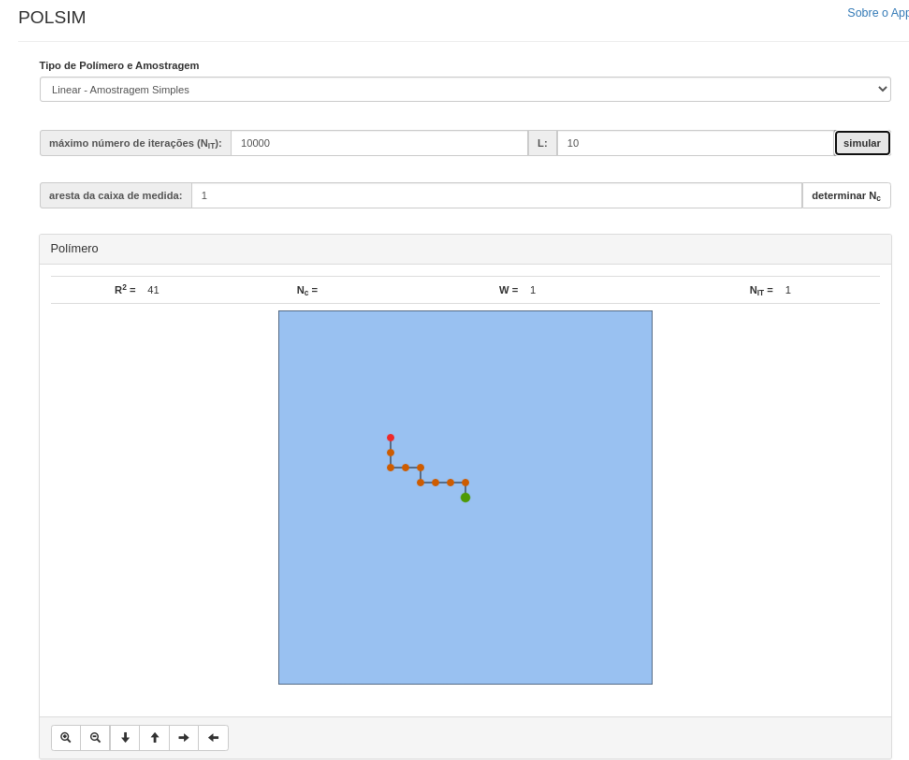 POLSIM
Sobre o App
Tipo de Polímero e Amostragem
Linear - Amostragem Simples
máximo número de iterações (NIT): 10000 L: 10 simular
aresta da caixa de medida: 1 determinar Nc
Polímero
R2 = 41 Nc = W = 1 NIT = 1